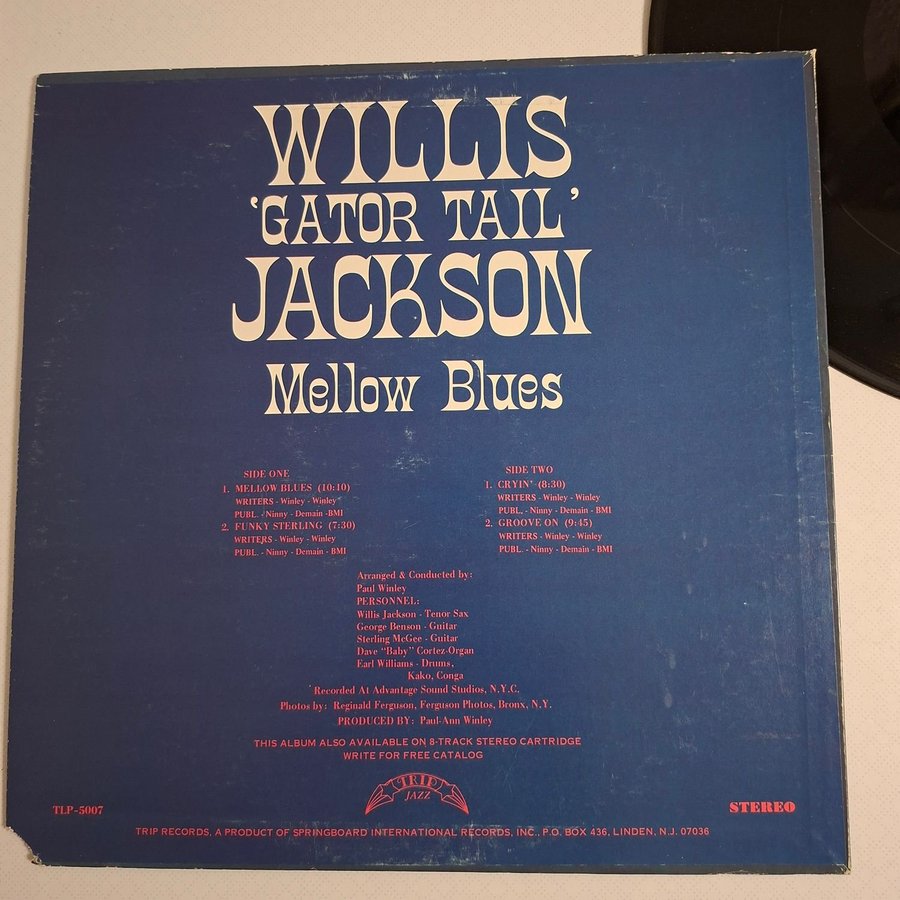 WILLIS
'GATOR TAIL'
JACKSON
Mellow Blues
SIDE ONE
1. MELLOW BLUES (10:10)
WRITERS - Winley - Winley
PUBL. - Ninny - Demain - BMI
2. FUNKY STERLING (7:30)
WRITERS - Winley - Winley
PUBL. - Ninny - Demain - BMI
SIDE TWO
1. CRYIN' (8:30)
WRITERS - Winley - Winley
PUBL. - Ninny - Demain - BMI
2. GROOVE ON (9:45)
WRITERS - Winley - Winley
PUBL. - Ninny - Demain - BMI
Arranged & Conducted by:
Paul Winley
PERSONNEL:
Willis Jackson - Tenor Sax
George Benson - Guitar
Sterling McGee - Guitar
Dave "Baby" Cortez-Organ
Earl Williams - Drums,
Kako, Conga
Recorded At Advantage Sound Studios, N.Y.C.
Photos by: Reginald Ferguson, Ferguson Photos, Bronx, N.Y.
PRODUCED BY: Paul-Ann Winley
THIS ALBUM ALSO AVAILABLE ON 8-TRACK STEREO CARTRIDGE
WRITE FOR FREE CATALOG
TRIP
JAZZ
TLP-5007
STEREO
TRIP RECORDS, A PRODUCT OF SPRINGBOARD INTERNATIONAL RECORDS, INC., P.O. BOX 436, LINDEN, N.J. 07036